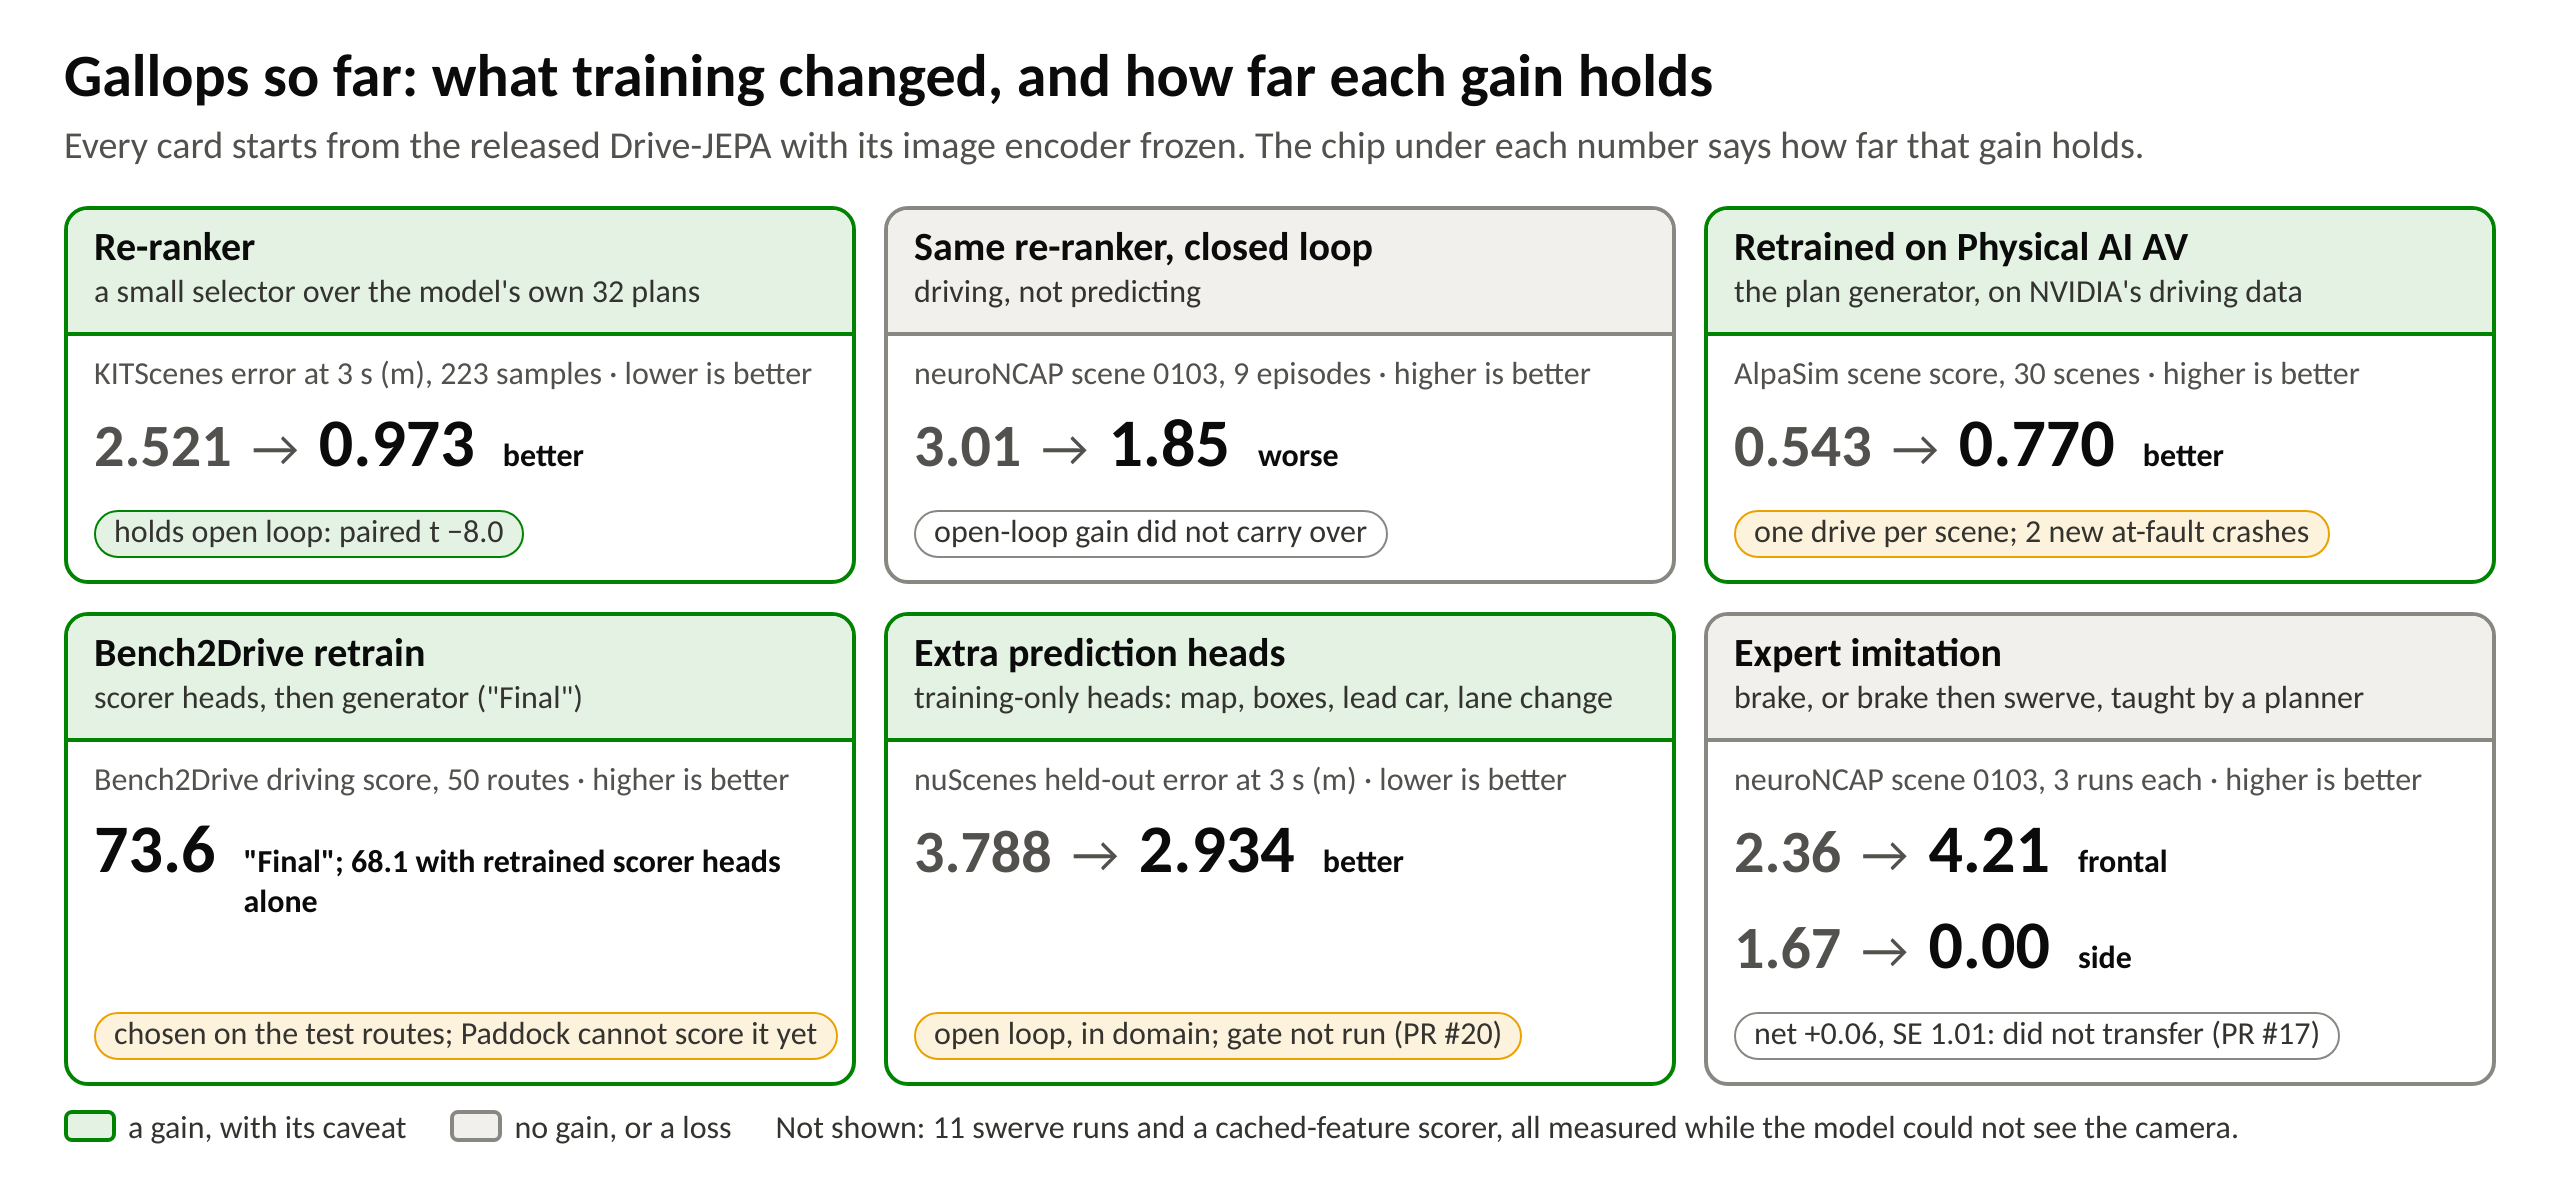 Gallops so far: what training changed, and how far each gain holds
Every card starts from the released Drive-JEPA with its image encoder frozen. The chip under each number says how far that gain holds.
Re-ranker
a small selector over the model's own 32 plans
KITScenes error at 3 s (m), 223 samples · lower is better
2.521 → 0.973 better
holds open loop: paired t −8.0
Same re-ranker, closed loop
driving, not predicting
neuroNCAP scene 0103, 9 episodes · higher is better
3.01 → 1.85 worse
open-loop gain did not carry over
Retrained on Physical AI AV
the plan generator, on NVIDIA's driving data
AlpaSim scene score, 30 scenes · higher is better
0.543 → 0.770 better
one drive per scene; 2 new at-fault crashes
Bench2Drive retrain
scorer heads, then generator ("Final")
Bench2Drive driving score, 50 routes · higher is better
73.6 "Final"; 68.1 with retrained scorer heads
alone
chosen on the test routes; Paddock cannot score it yet
Extra prediction heads
training-only heads: map, boxes, lead car, lane change
nuScenes held-out error at 3 s (m) · lower is better
3.788 → 2.934 better
open loop, in domain; gate not run (PR #20)
Expert imitation
brake, or brake then swerve, taught by a planner
neuroNCAP scene 0103, 3 runs each · higher is better
2.36 → 4.21 frontal
1.67 → 0.00 side
net +0.06, SE 1.01: did not transfer (PR #17)
a gain, with its caveat
no gain, or a loss
Not shown: 11 swerve runs and a cached-feature scorer, all measured while the model could not see the camera.